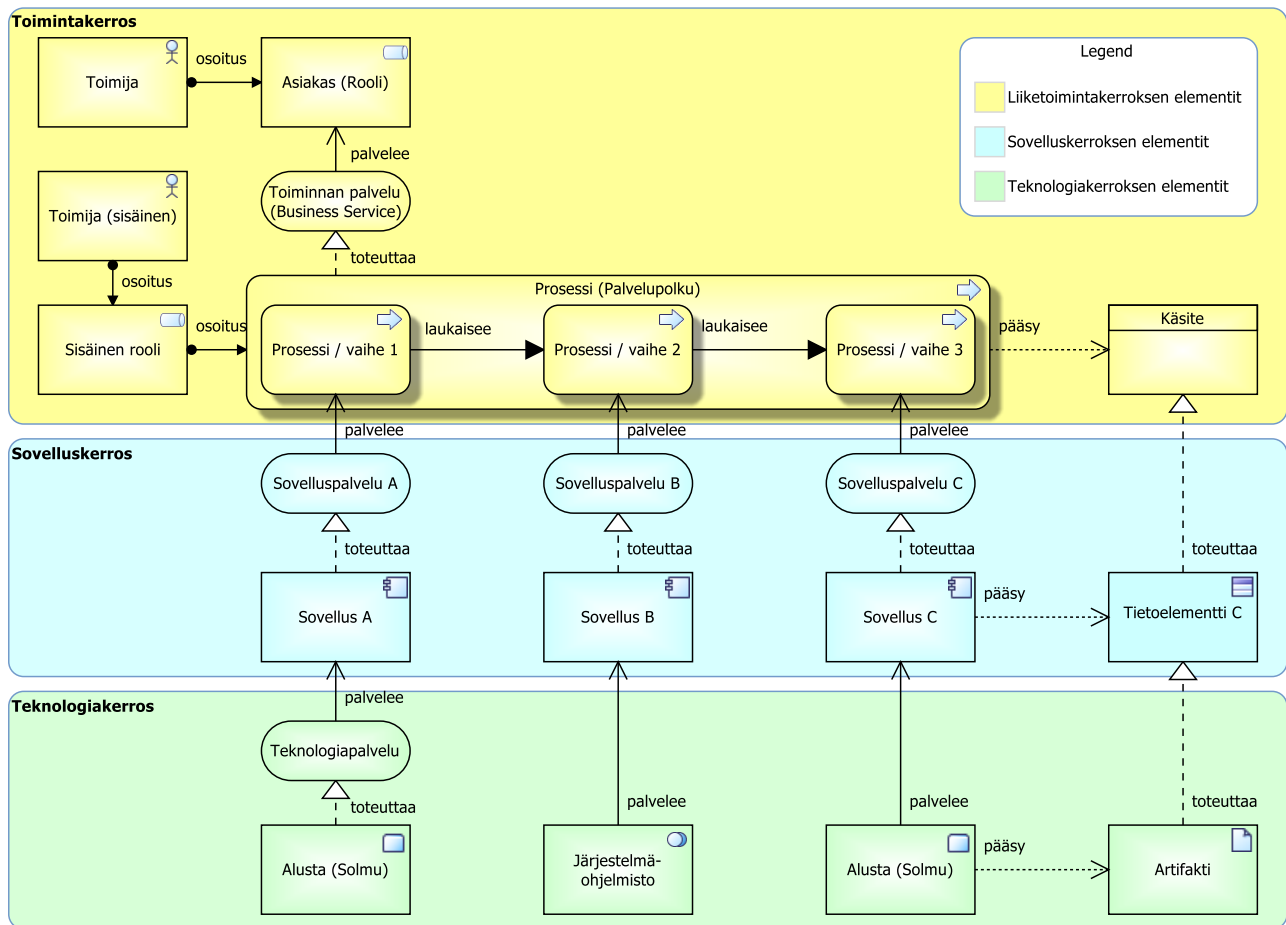 Toimintakerros
Toimija
osoitus
Asiakas (Rooli)
Legend
Liiketoimintakerroksen elementit
Sovelluskerroksen elementit
Teknologiakerroksen elementit
palvelee
Toimija (sisäinen)
Toiminnan palvelu
(Business Service)
osoitus
toteuttaa
Prosessi (Palvelupolku)
Sisäinen rooli
osoitus
Prosessi / vaihe 1
laukaisee
Prosessi / vaihe 2
laukaisee
Prosessi / vaihe 3
pääsy
Käsite
palvelee
palvelee
palvelee
Sovelluskerros
Sovelluspalvelu A
Sovelluspalvelu B
Sovelluspalvelu C
toteuttaa
toteuttaa
toteuttaa
toteuttaa
Sovellus A
Sovellus B
Sovellus C
pääsy
Tietoelementti C
palvelee
Teknologiakerros
Teknologiapalvelu
toteuttaa
palvelee
palvelee
toteuttaa
Alusta (Solmu)
Järjestelmä-
ohjelmisto
Alusta (Solmu)
pääsy
Artifakti